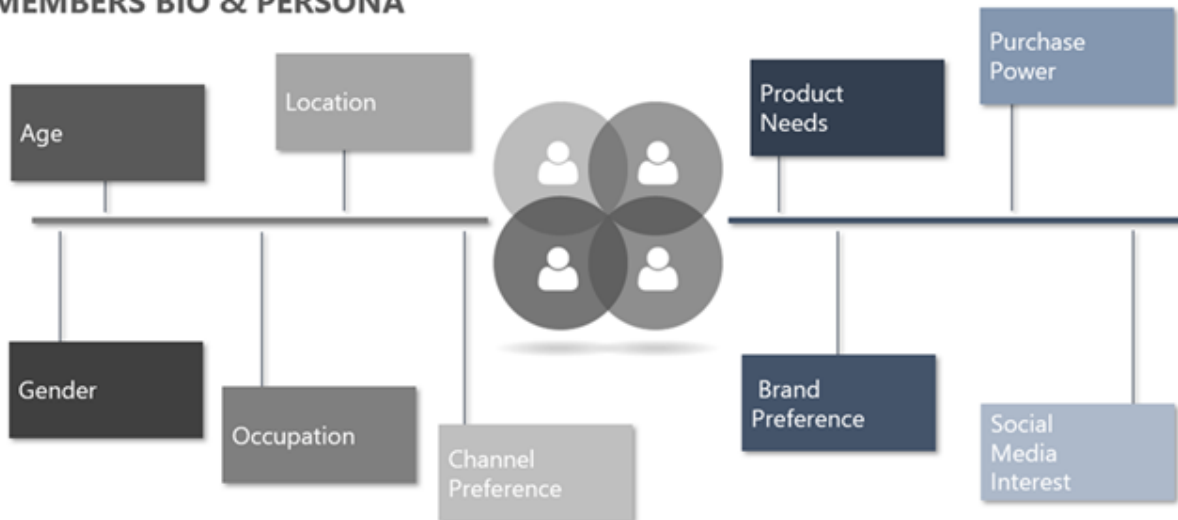 MEMBERS BIO & PERSONA
Age
Location
Product
Needs
Purchase
Power
Gender
Occupation
Channel
Preference
Brand
Preference
Social
Media
Interest